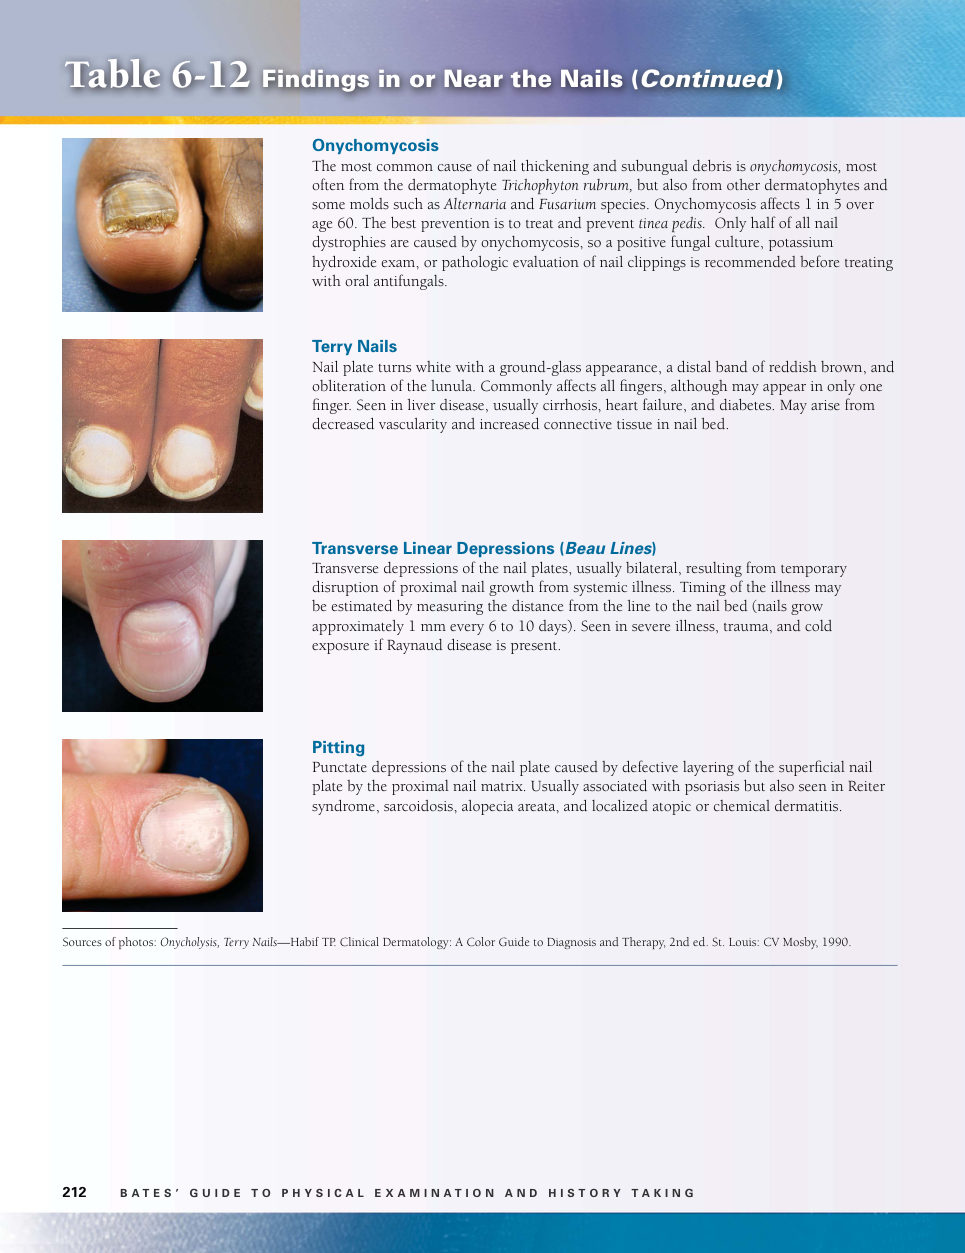 Table 6-12 Findings in or Near the Nails (Continued)
Onychomycosis
The most common cause of nail thickening and subungual debris is onychomycosis, most
often from the dermatophyte Trichophyton rubrum, but also from other dermatophytes and
some molds such as Alternaria and Fusarium species. Onychomycosis affects 1 in 5 over
age 60. The best prevention is to treat and prevent tinea pedis. Only half of all nail
dystrophies are caused by onychomycosis, so a positive fungal culture, potassium
hydroxide exam, or pathologic evaluation of nail clippings is recommended before treating
with oral antifungals.
Terry Nails
Nail plate turns white with a ground-glass appearance, a distal band of reddish brown, and
obliteration of the lunula. Commonly affects all fingers, although may appear in only one
finger. Seen in liver disease, usually cirrhosis, heart failure, and diabetes. May arise from
decreased vascularity and increased connective tissue in nail bed.
Transverse Linear Depressions (Beau Lines)
Transverse depressions of the nail plates, usually bilateral, resulting from temporary
disruption of proximal nail growth from systemic illness. Timing of the illness may
be estimated by measuring the distance from the line to the nail bed (nails grow
approximately 1 mm every 6 to 10 days). Seen in severe illness, trauma, and cold
exposure if Raynaud disease is present.
Pitting
Punctate depressions of the nail plate caused by defective layering of the superficial nail
plate by the proximal nail matrix. Usually associated with psoriasis but also seen in Reiter
syndrome, sarcoidosis, alopecia areata, and localized atopic or chemical dermatitis.
Sources of photos: Onycholysis, Terry Nails—Habif TP. Clinical Dermatology: A Color Guide to Diagnosis and Therapy, 2nd ed. St. Louis: CV Mosby, 1990.
212 BATES' GUIDE TO PHYSICAL EXAMINATION AND HISTORY TAKING